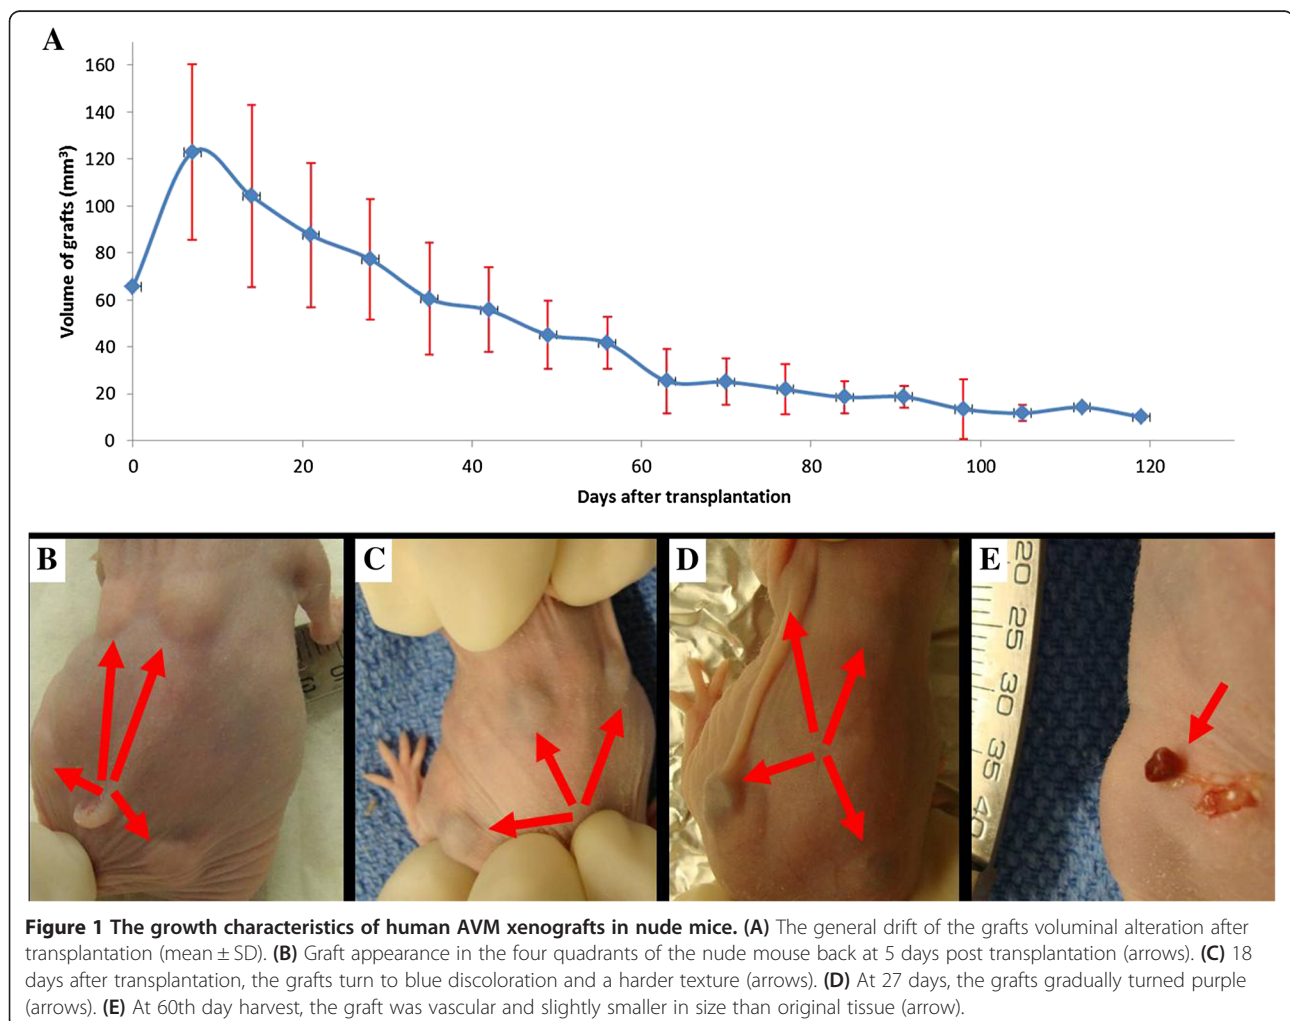 A
160
140
120
100
80
60
40
20
0
Volume of grafts (mm³)
0 20 40 60 80 100 120
Days after transplantation
B C D E
20
25
30
35
40
3
Figure 1 The growth characteristics of human AVM xenografts in nude mice. (A) The general drift of the grafts voluminal alteration after
transplantation (mean ± SD). (B) Graft appearance in the four quadrants of the nude mouse back at 5 days post transplantation (arrows). (C) 18
days after transplantation, the grafts turn to blue discoloration and a harder texture (arrows). (D) At 27 days, the grafts gradually turned purple
(arrows). (E) At 60th day harvest, the graft was vascular and slightly smaller in size than original tissue (arrow).